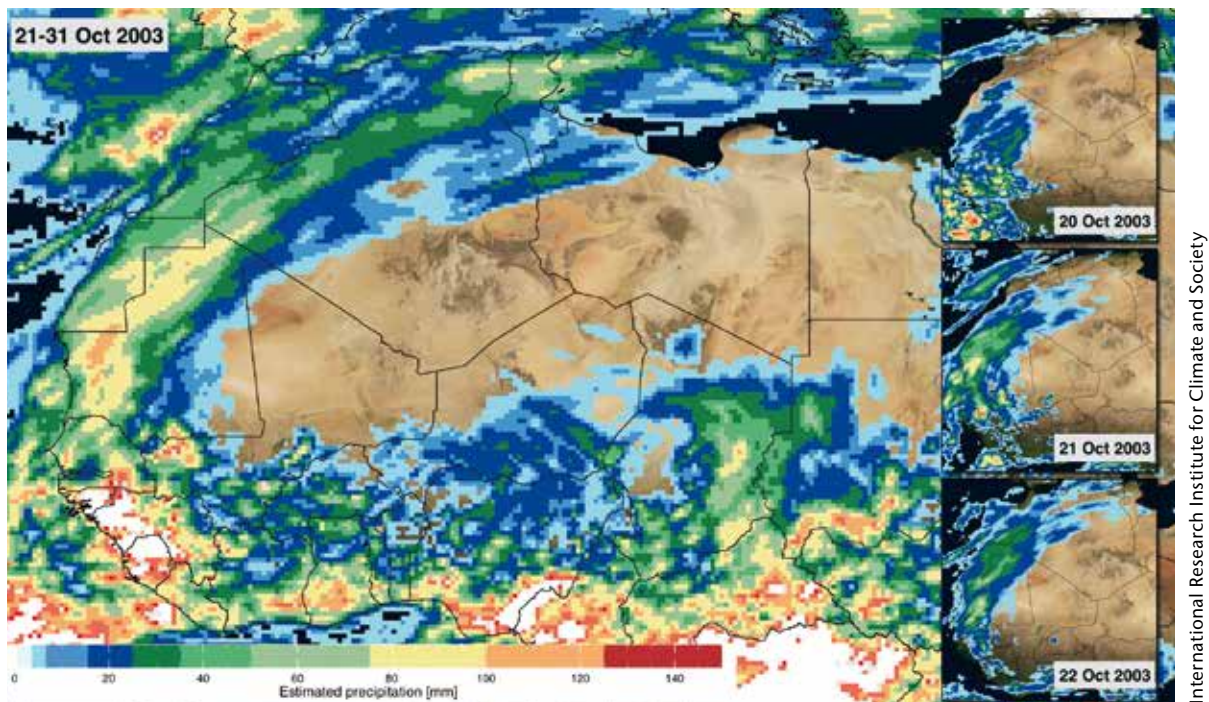 21-31 Oct 2003
20 Oct 2003
21 Oct 2003
22 Oct 2003
0 20 40 60 80 100 120 140
Estimated precipitation [mm]
International Research Institute for Climate and Society